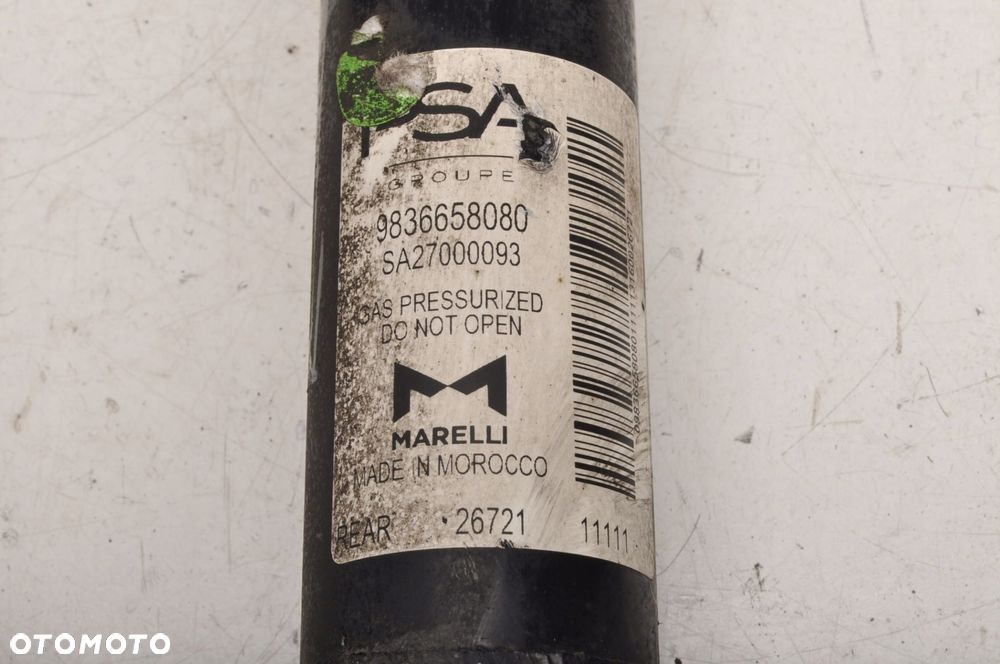 PSA
GROUPE
9836658080
SA27000093
GAS PRESSURIZED
DO NOT OPEN
MARELLI
MADE IN MOROCCO
REAR 26721 11111
OTOMOTO